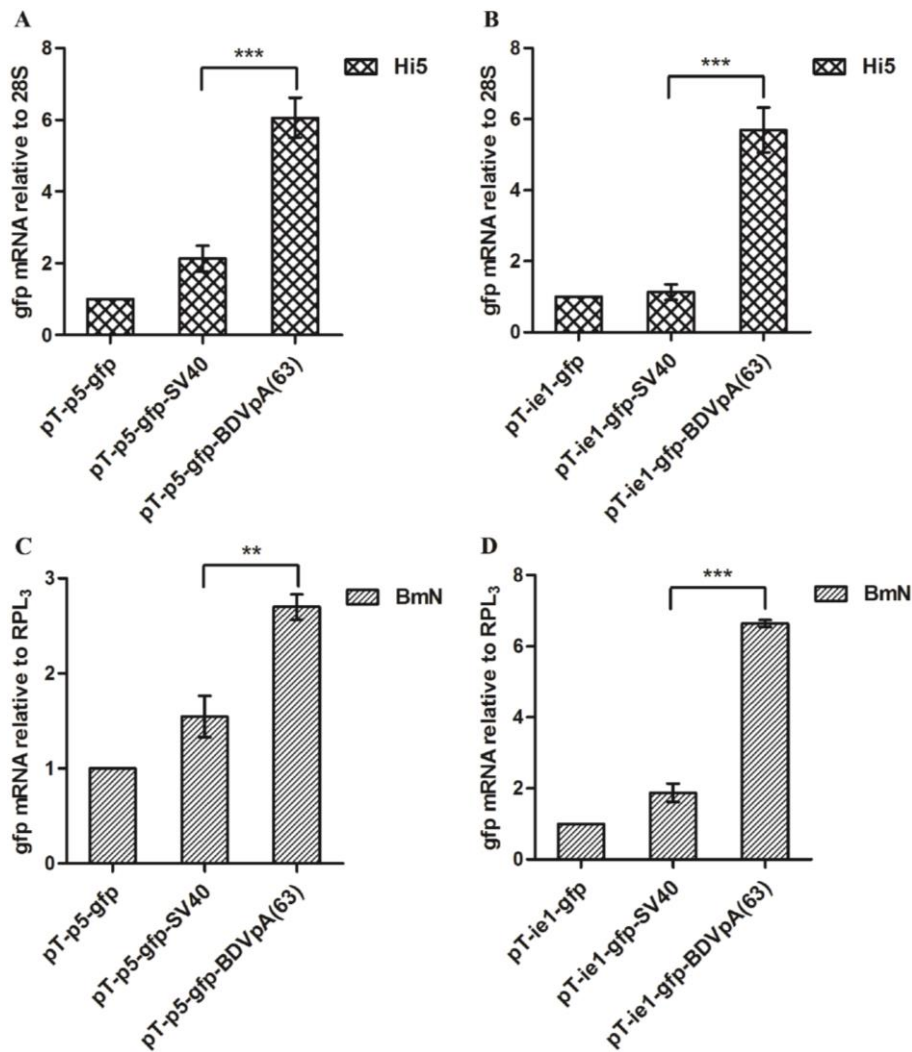 A
gfp mRNA relative to 28S
8
6
4
2
0
***
Hi5
pT-p5-gfp
pT-p5-gfp-SV40
pT-p5-gfp-BDVpA(63)
B
gfp mRNA relative to 28S
8
6
4
2
0
***
Hi5
pT-ie1-gfp
pT-ie1-gfp-SV40
pT-ie1-gfp-BDVpA(63)
C
gfp mRNA relative to RPL₃
3
2
1
0
**
BmN
pT-p5-gfp
pT-p5-gfp-SV40
pT-p5-gfp-BDVpA(63)
D
gfp mRNA relative to RPL₃
8
6
4
2
0
***
BmN
pT-ie1-gfp
pT-ie1-gfp-SV40
pT-ie1-gfp-BDVpA(63)